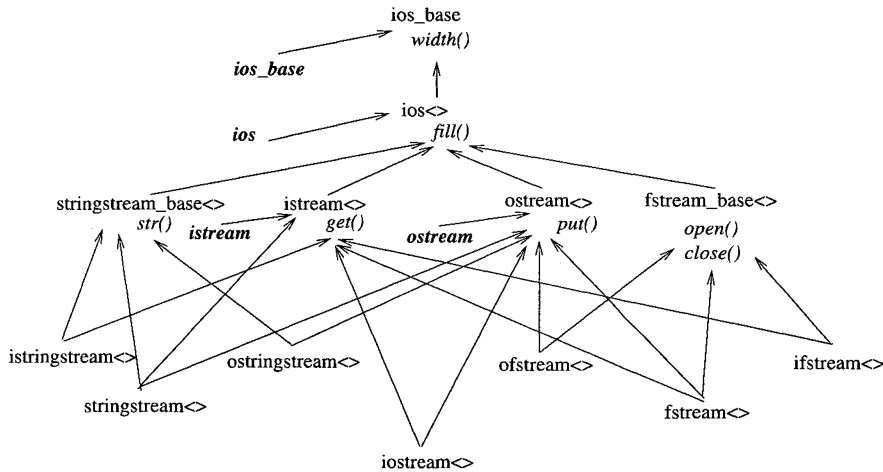 ios_base
width()
ios_base
ios<>
fill()
ios
stringstream_base<>
istream<>
ostream<>
fstream_base<>
str()
get()
put()
open()
istream
ostream
close()
istringstream<>
ostringstream<>
ofstream<>
ifstream<>
stringstream<>
fstream<>
iostream<>